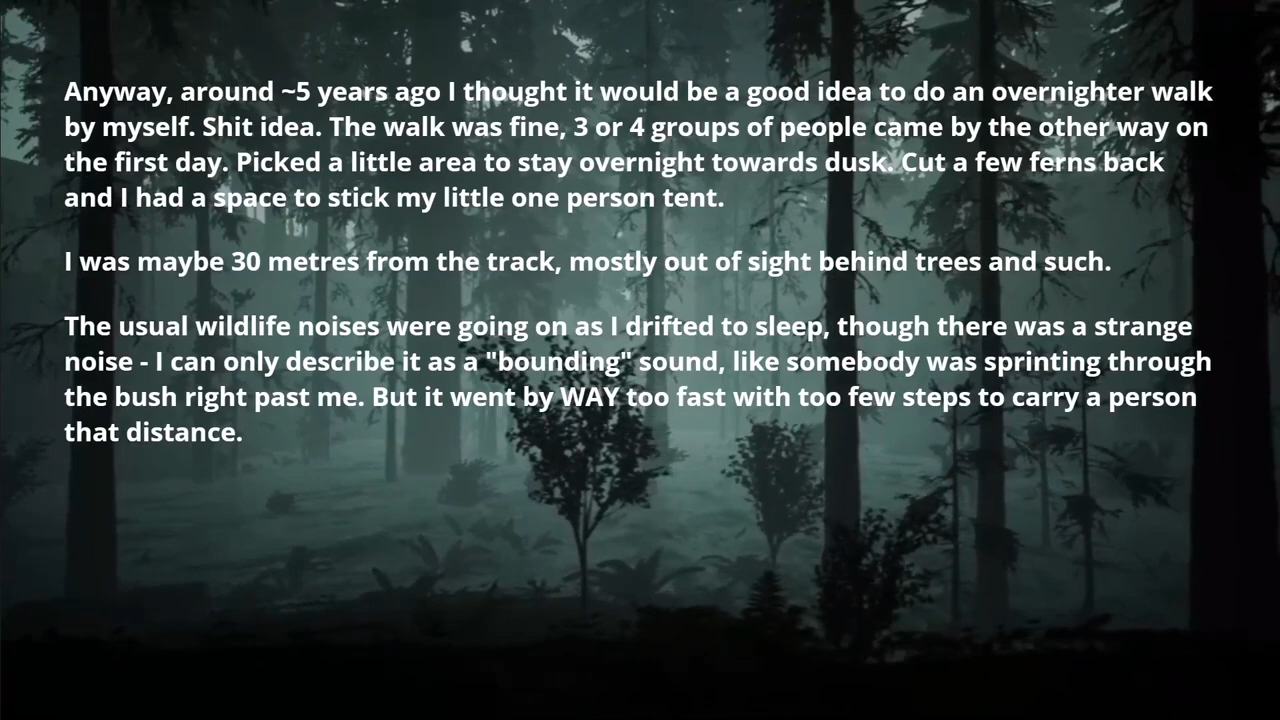 Anyway, around ~5 years ago I thought it would be a good idea to do an overnighter walk
by myself. Shit idea. The walk was fine, 3 or 4 groups of people came by the other way on
the first day. Picked a little area to stay overnight towards dusk. Cut a few ferns back
and I had a space to stick my little one person tent.
I was maybe 30 metres from the track, mostly out of sight behind trees and such.
The usual wildlife noises were going on as I drifted to sleep, though there was a strange
noise - I can only describe it as a "bounding" sound, like somebody was sprinting through
the bush right past me. But it went by WAY too fast with too few steps to carry a person
that distance.